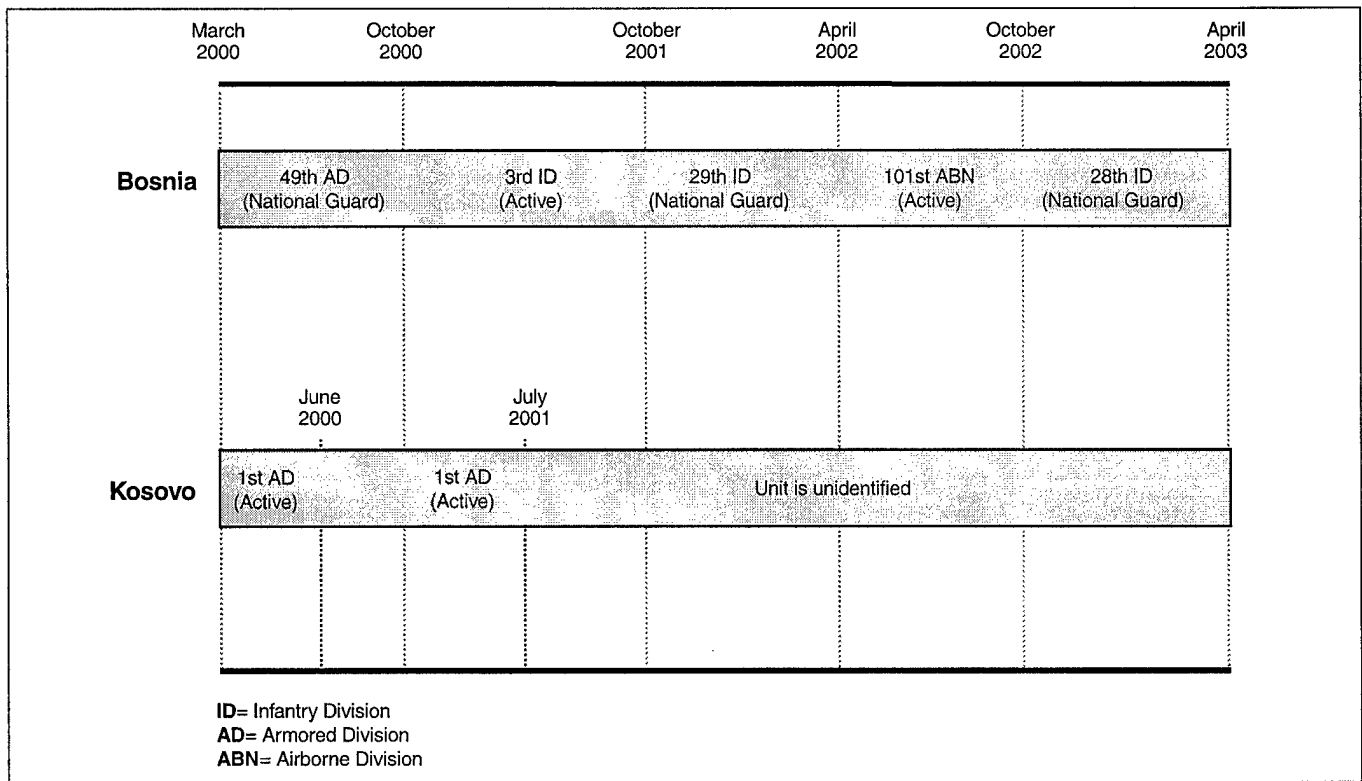 March October October April October April
2000 2000 2001 2002 2002 2003
Bosnia
49th AD 3rd ID 29th ID 101st ABN 28th ID
(National Guard) (Active) (National Guard) (Active) (National Guard)
June July
2000 2001
Kosovo
1st AD 1st AD Unit is unidentified
(Active) (Active)
ID= Infantry Division
AD= Armored Division
ABN= Airborne Division